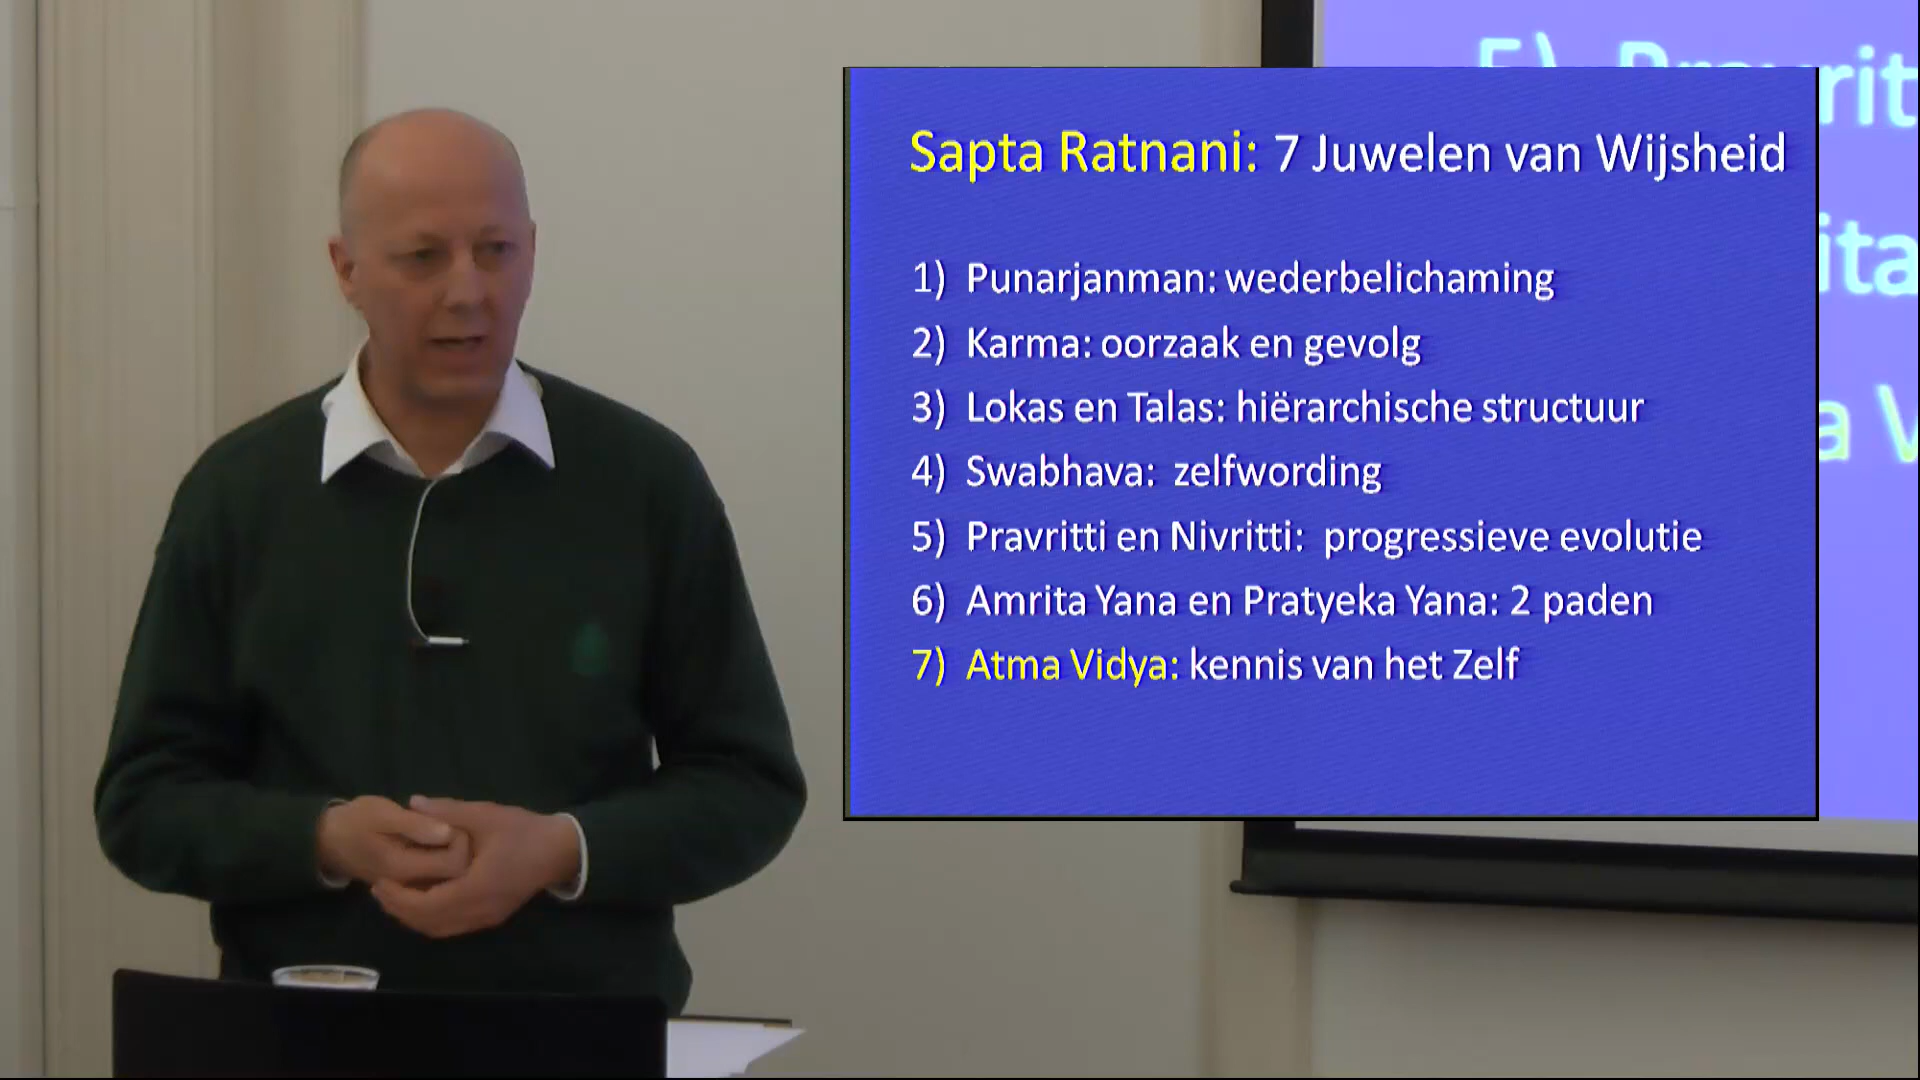 Sapta Ratnani: 7 Juwelen van Wijsheid
1) Punarjanman: wederbelichaming
2) Karma: oorzaak en gevolg
3) Lokas en Talas: hiërarchische structuur
4) Swabhava: zelfwording
5) Pravritti en Nivritti: progressieve evolutie
6) Amrita Yana en Pratyeka Yana: 2 paden
7) Atma Vidya: kennis van het Zelf